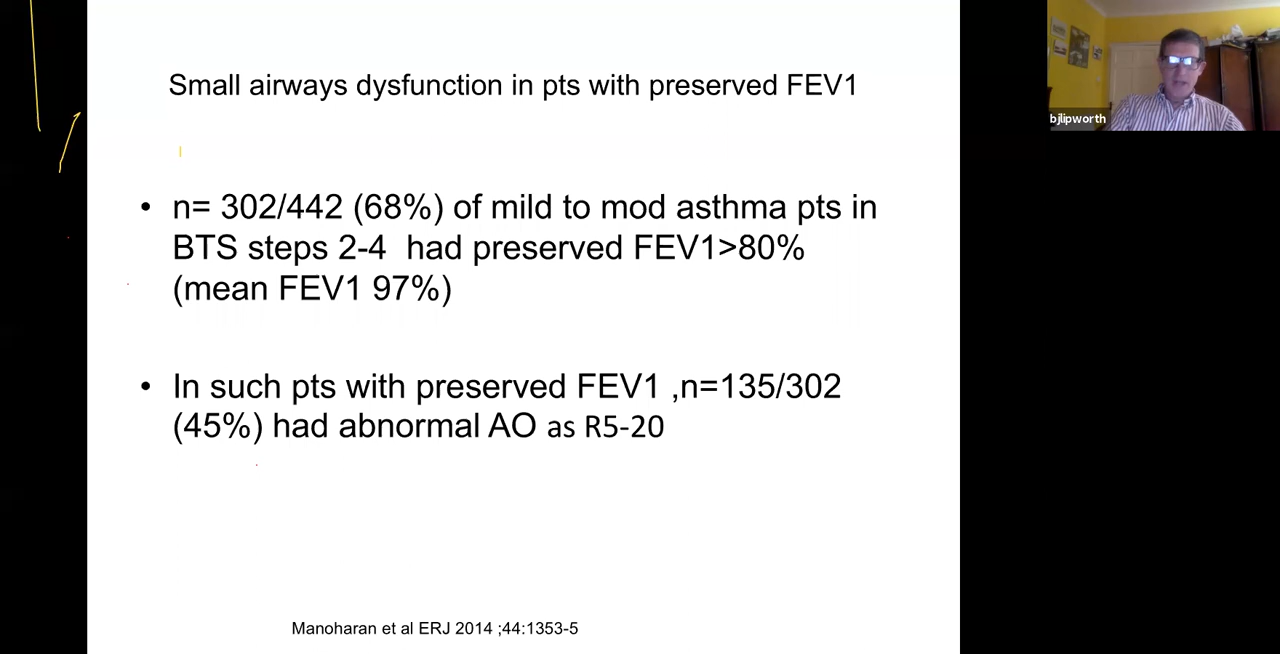 Small airways dysfunction in pts with preserved FEV1
bjlipworth
• n= 302/442 (68%) of mild to mod asthma pts in
BTS steps 2-4 had preserved FEV1>80%
(mean FEV1 97%)
• In such pts with preserved FEV1 ,n=135/302
(45%) had abnormal AO as R5-20
Manoharan et al ERJ 2014 ;44:1353-5